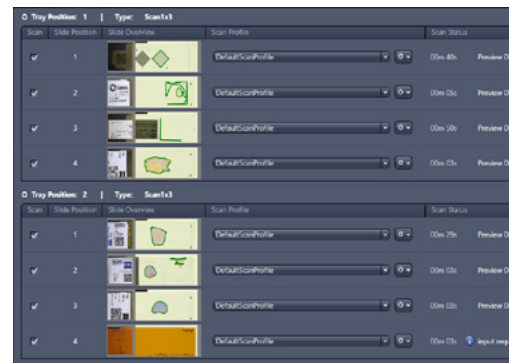 Tray Position: 1 | Type: Scan1x3
Scan Slide Position Slide Overview Scan Profile Scan Status
1 DefaultScanProfile 00m 40s Preview D
2 DefaultScanProfile Preview D
3 DefaultScanProfile 00m 50s Preview D
4 DefaultScanProfile 00m 03s Preview D
Tray Position: 2 | Type: Scan1x3
Scan Slide Position Slide Overview Scan Profile Scan Status
1 DefaultScanProfile 00m 29s Preview D
2 DefaultScanProfile 00m 03s Preview D
3 DefaultScanProfile 00m 03s Preview D
4 DefaultScanProfile 00m 03s input req